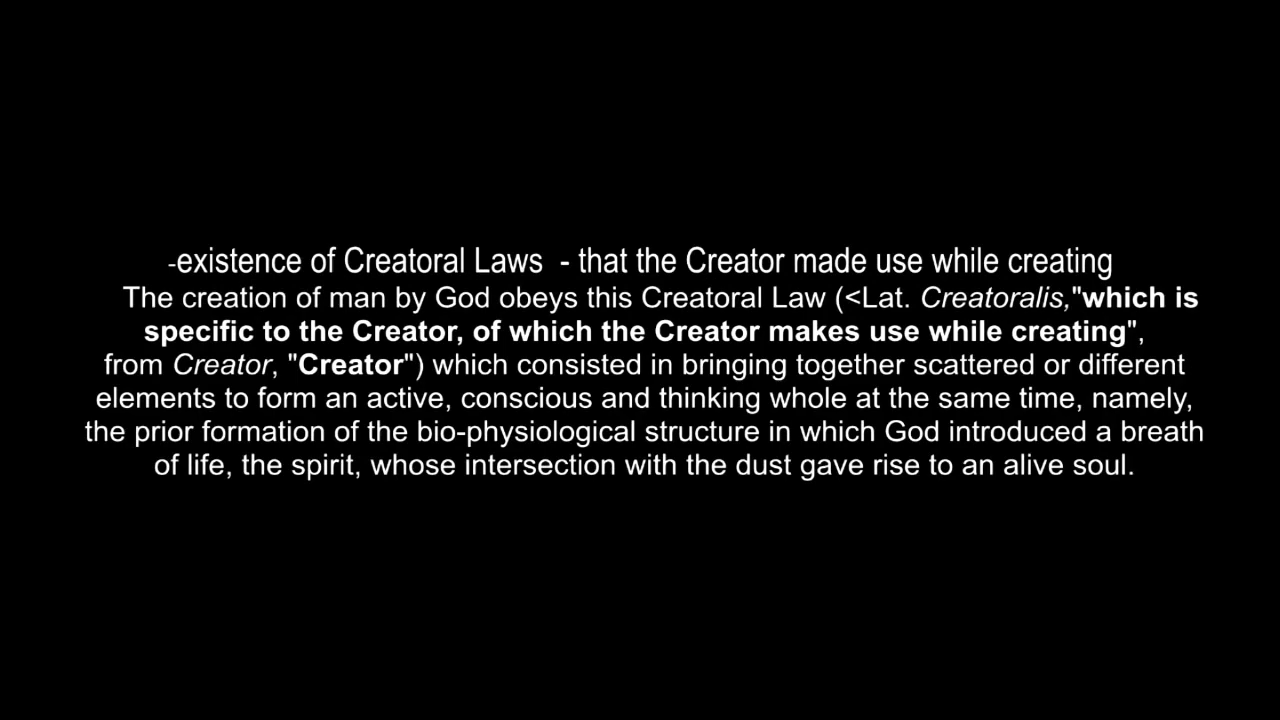 -existence of Creatoral Laws  - that the Creator made use while creating
The creation of man by God obeys this Creatoral Law (<Lat. Creatoralis,"which is
specific to the Creator, of which the Creator makes use while creating",
from Creator, "Creator") which consisted in bringing together scattered or different
elements to form an active, conscious and thinking whole at the same time, namely,
the prior formation of the bio-physiological structure in which God introduced a breath
of life, the spirit, whose intersection with the dust gave rise to an alive soul.